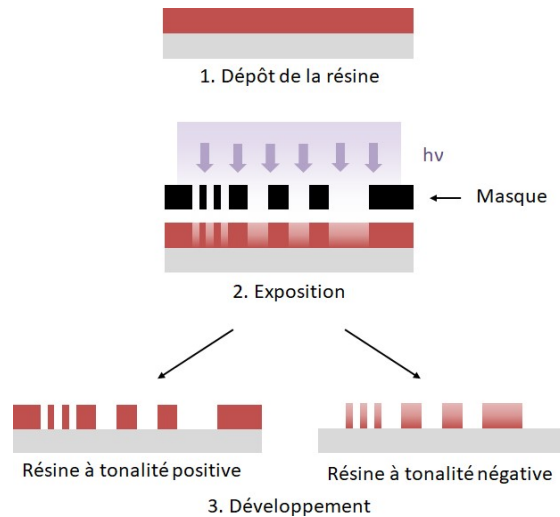 1. Dépôt de la résine
hν
Masque
2. Exposition
Résine à tonalité positive
Résine à tonalité négative
3. Développement